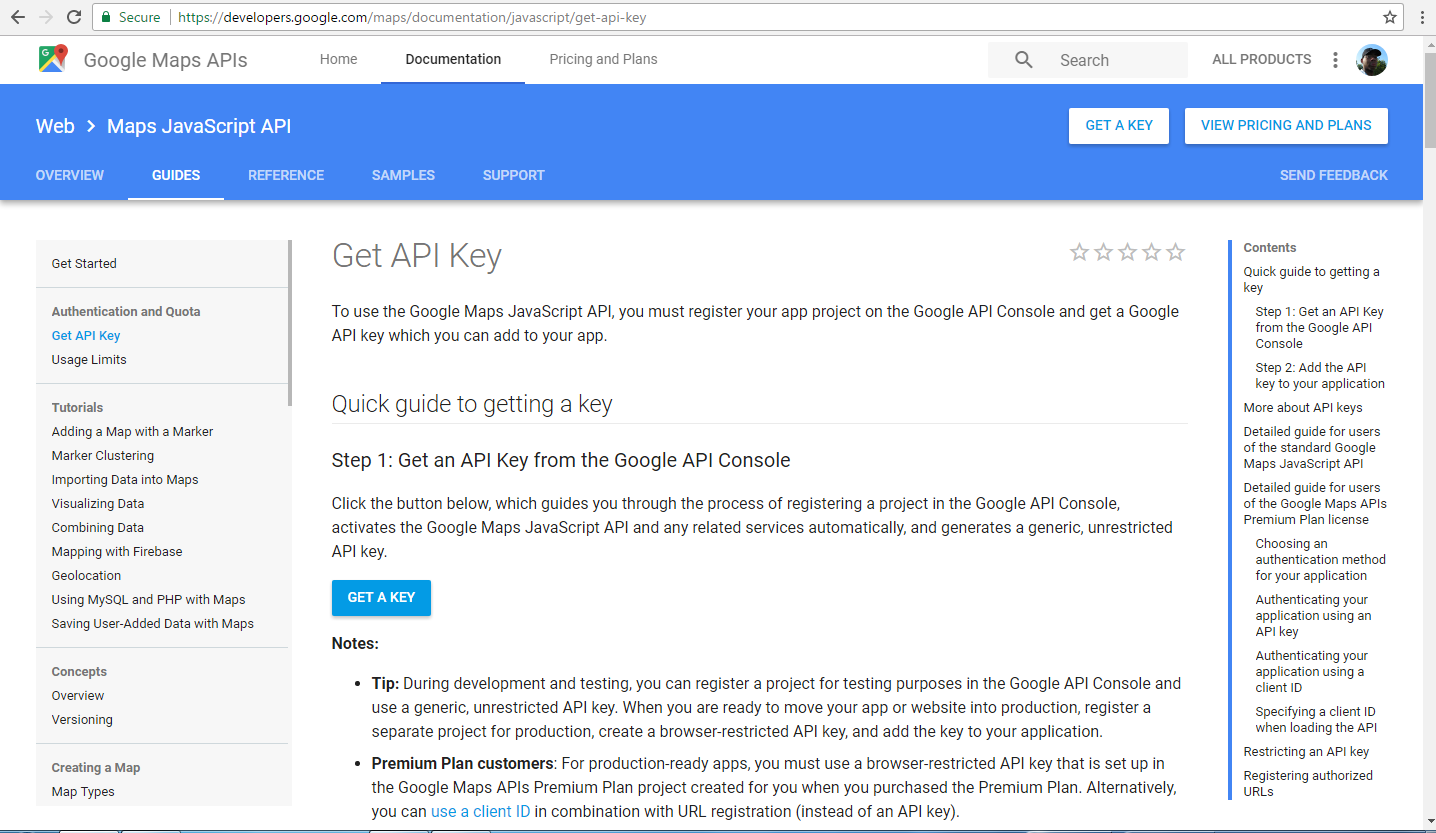 Secure | https://developers.google.com/maps/documentation/javascript/get-api-key
Google Maps APIs
Home
Documentation
Pricing and Plans
Search
ALL PRODUCTS
Web > Maps JavaScript API
GET A KEY
VIEW PRICING AND PLANS
OVERVIEW
GUIDES
REFERENCE
SAMPLES
SUPPORT
SEND FEEDBACK
Get Started
Authentication and Quota
Get API Key
Usage Limits
Tutorials
Adding a Map with a Marker
Marker Clustering
Importing Data into Maps
Visualizing Data
Combining Data
Mapping with Firebase
Geolocation
Using MySQL and PHP with Maps
Saving User-Added Data with Maps
Concepts
Overview
Versioning
Creating a Map
Map Types
Get API Key
To use the Google Maps JavaScript API, you must register your app project on the Google API Console and get a Google
API key which you can add to your app.
Quick guide to getting a key
Step 1: Get an API Key from the Google API Console
Click the button below, which guides you through the process of registering a project in the Google API Console,
activates the Google Maps JavaScript API and any related services automatically, and generates a generic, unrestricted
API key.
GET A KEY
Notes:
• Tip: During development and testing, you can register a project for testing purposes in the Google API Console and
use a generic, unrestricted API key. When you are ready to move your app or website into production, register a
separate project for production, create a browser-restricted API key, and add the key to your application.
• Premium Plan customers: For production-ready apps, you must use a browser-restricted API key that is set up in
the Google Maps APIs Premium Plan project created for you when you purchased the Premium Plan. Alternatively,
you can use a client ID in combination with URL registration (instead of an API key).
Contents
Quick guide to getting a
key
Step 1: Get an API Key
from the Google API
Console
Step 2: Add the API
key to your application
More about API keys
Detailed guide for users
of the standard Google
Maps JavaScript API
Detailed guide for users
of the Google Maps APIs
Premium Plan license
Choosing an
authentication method
for your application
Authenticating your
application using an
API key
Authenticating your
application using a
client ID
Specifying a client ID
when loading the API
Restricting an API key
Registering authorized
URLs